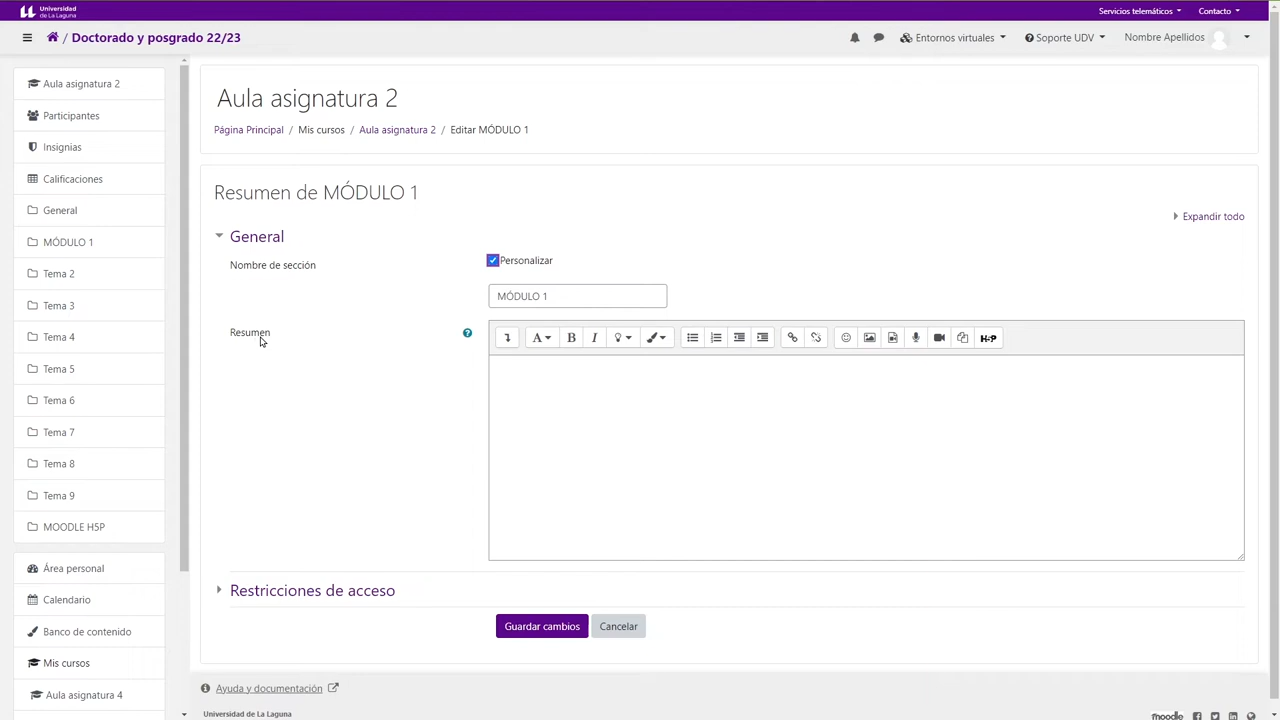 Universidad
de La Laguna
Servicios telemáticos
Contacto
/ Doctorado y posgrado 22/23
Entornos virtuales
Soporte UDV
Nombre Apellidos
Aula asignatura 2
Participantes
Insignias
Calificaciones
General
MÓDULO 1
Tema 2
Tema 3
Tema 4
Tema 5
Tema 6
Tema 7
Tema 8
Tema 9
MOODLE H5P
Área personal
Calendario
Banco de contenido
Mis cursos
Aula asignatura 4
Aula asignatura 2
Página Principal / Mis cursos / Aula asignatura 2 / Editar MÓDULO 1
Resumen de MÓDULO 1
Expandir todo
General
Nombre de sección
Personalizar
MÓDULO 1
Resumen
A B I
H5P
Restricciones de acceso
Guardar cambios Cancelar
Ayuda y documentación
Universidad de La Laguna
moodle